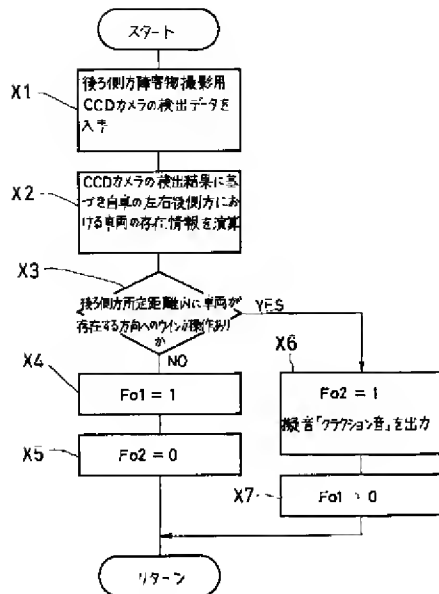 スタート
X1
後ろ側方障害物撮影用
CCDカメラの検出データを
入手
X2
CCDカメラの検出結果に基
づき自車の左右後側方にお
ける車両の存在情報を演算
X3
後ろ側方所定距離内に車両が
存在する方向へのウインカ操作あり
か
YES
NO
X4
Fo1 = 1
X5
Fo2 = 0
X6
Fo2 = 1
擬音「クラクション音」を出力
X7
Fo1 = 0
リターン